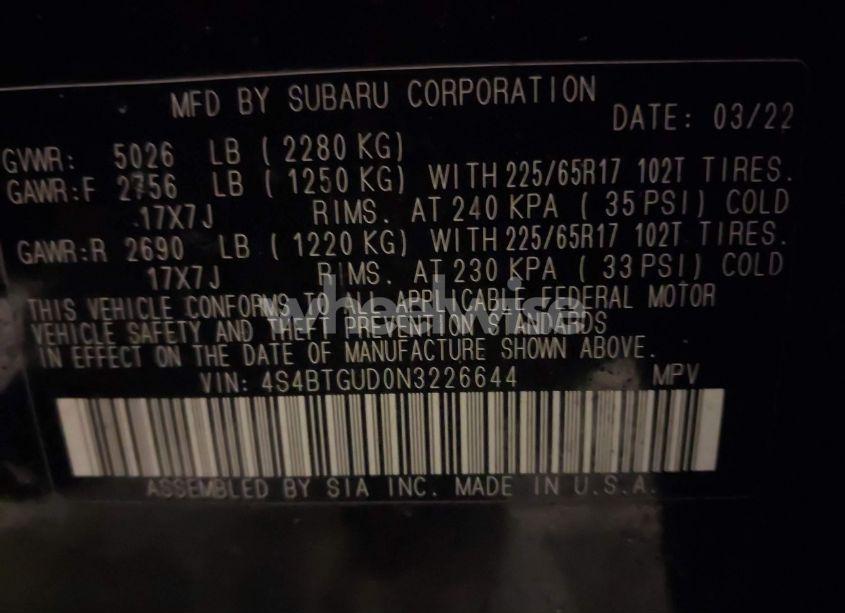 MFD BY SUBARU CORPORATION
DATE: 03/22
GVWR: 5026 LB ( 2280 KG)
GAWR:F 2756 LB ( 1250 KG) WITH 225/65R17 102T TIRES.
17X7J RIMS. AT 240 KPA ( 35 PSI) COLD
GAWR:R 2690 LB ( 1220 KG) WITH 225/65R17 102T TIRES.
17X7J RIMS. AT 230 KPA ( 33 PSI) COLD
THIS VEHICLE CONFORMS TO ALL APPLICABLE FEDERAL MOTOR
VEHICLE SAFETY AND THEFT PREVENTION STANDARDS
IN EFFECT ON THE DATE OF MANUFACTURE SHOWN ABOVE.
wheelwise
VIN: 4S4BTGUD0N3226644 MPV
ASSEMBLED BY SIA INC. MADE IN U.S.A.